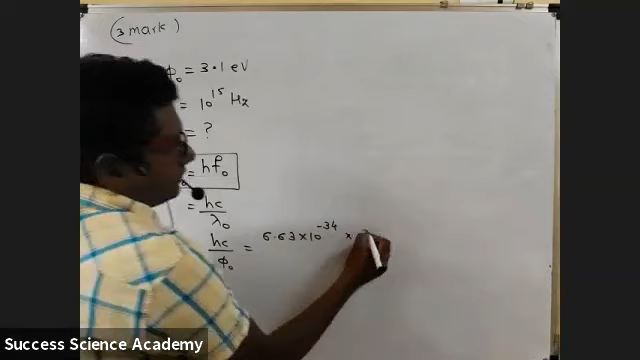 (3 mark)
ϕ₀ = 3.1 eV
= 10¹⁵ Hz
= ?
= hf₀
= hc/λ₀
hc/ϕ₀ = 6.63×10⁻³⁴ ×
Success Science Academy